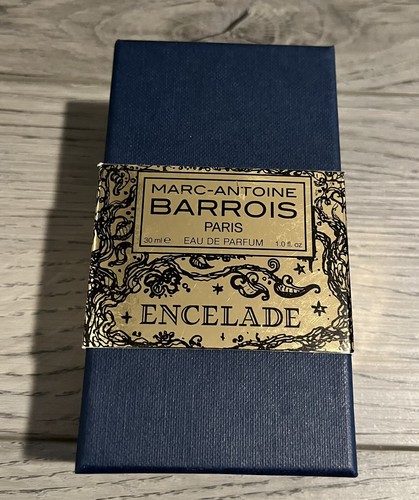 MARC-ANTOINE
BARROIS
PARIS
30 ml ℮ EAU DE PARFUM 1.0 fl. oz
ENCELADE